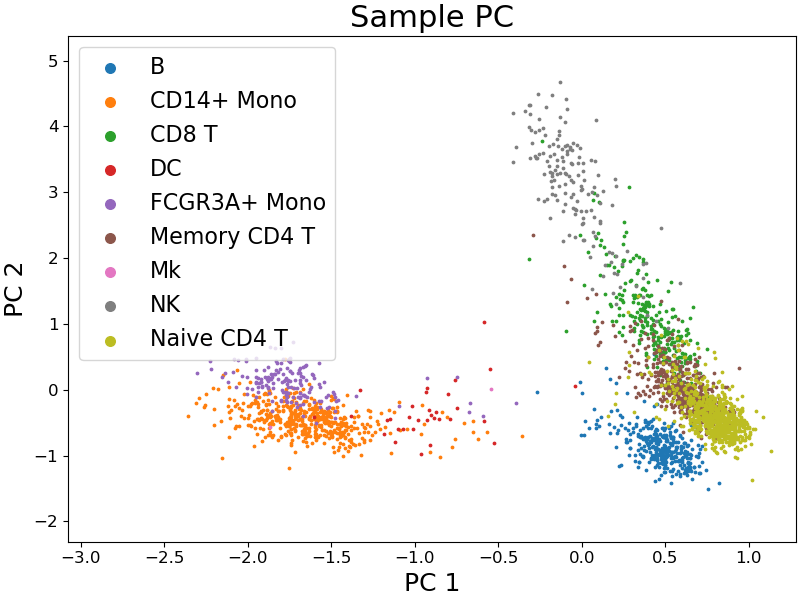 Sample PC
B
CD14+ Mono
CD8 T
DC
FCGR3A+ Mono
Memory CD4 T
Mk
NK
Naive CD4 T
PC 2
5
4
3
2
1
0
−1
−2
−3.0 −2.5 −2.0 −1.5 −1.0 −0.5 0.0 0.5 1.0
PC 1